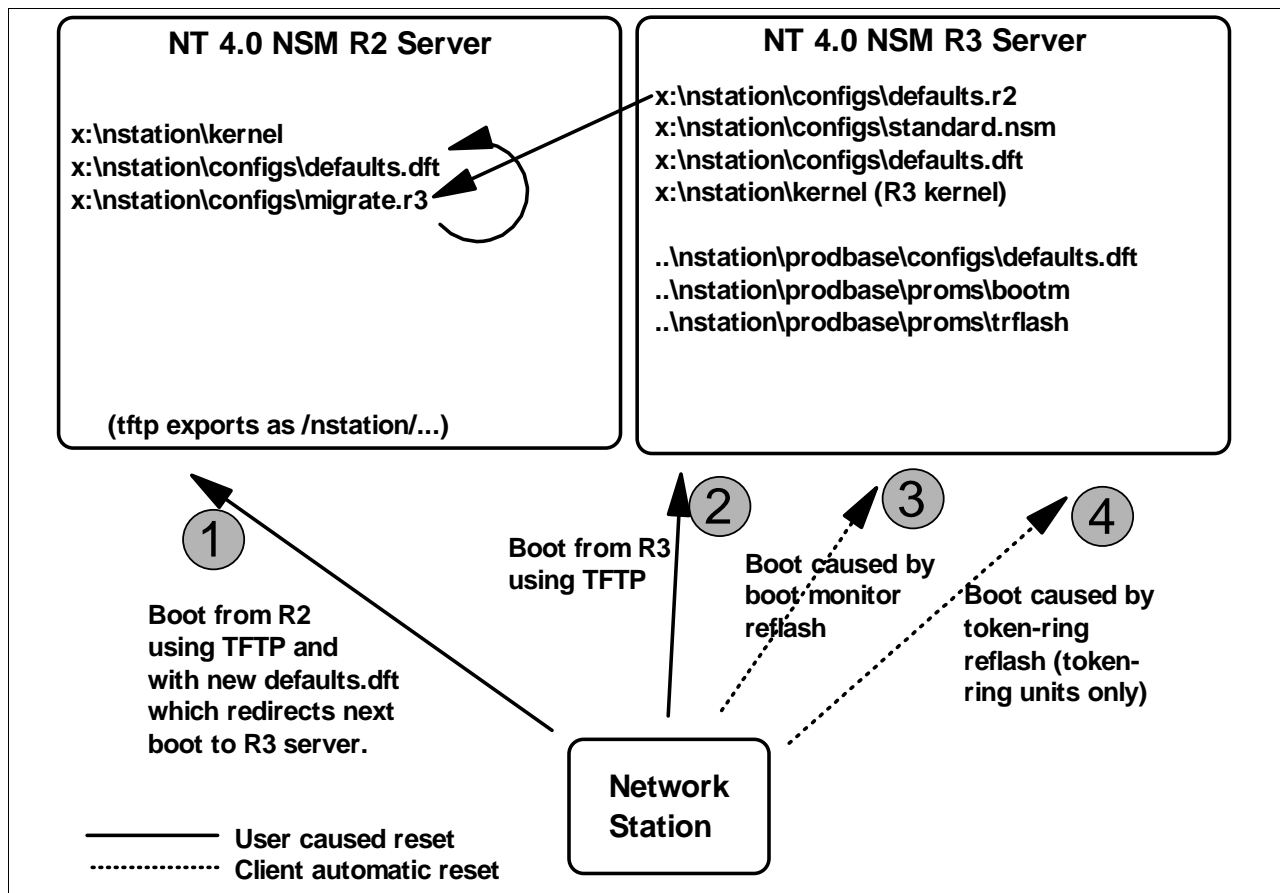 NT 4.0 NSM R2 Server
x:\nstation\kernel
x:\nstation\configs\defaults.dft
x:\nstation\configs\migrate.r3
(tftp exports as /nstation/...)
NT 4.0 NSM R3 Server
x:\nstation\configs\defaults.r2
x:\nstation\configs\standard.nsm
x:\nstation\configs\defaults.dft
x:\nstation\kernel (R3 kernel)
..\nstation\prodbase\configs\defaults.dft
..\nstation\prodbase\proms\bootm
..\nstation\prodbase\proms\trflash
1
Boot from R2
using TFTP and
with new defaults.dft
which redirects next
boot to R3 server.
2
Boot from R3
using TFTP
3
Boot caused by
boot monitor
reflash
4
Boot caused by
token-ring
reflash (token-
ring units only)
Network
Station
User caused reset
Client automatic reset